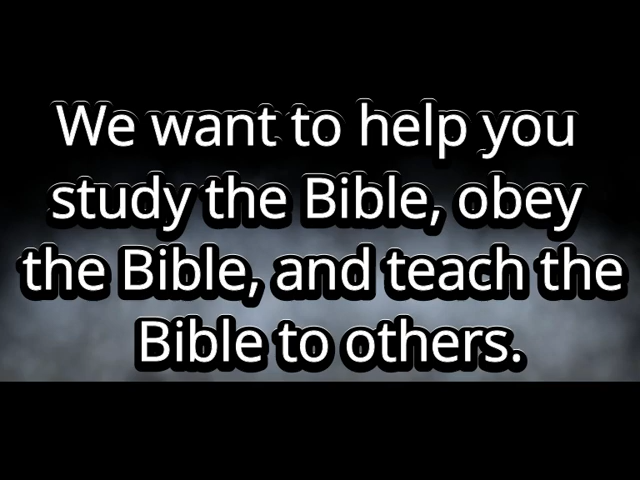 We want to help you
study the Bible, obey
the Bible, and teach the
Bible to others.